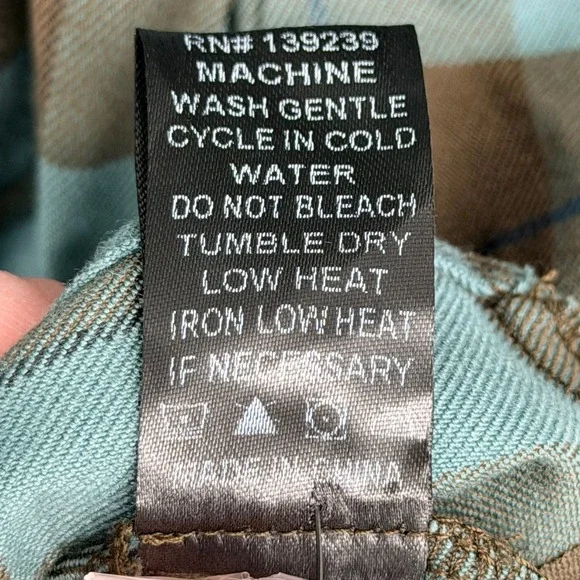 RN# 139239
MACHINE
WASH GENTLE
CYCLE IN COLD
WATER
DO NOT BLEACH
TUMBLE DRY
LOW HEAT
IRON LOW HEAT
IF NECESSARY
MADE IN CHINA